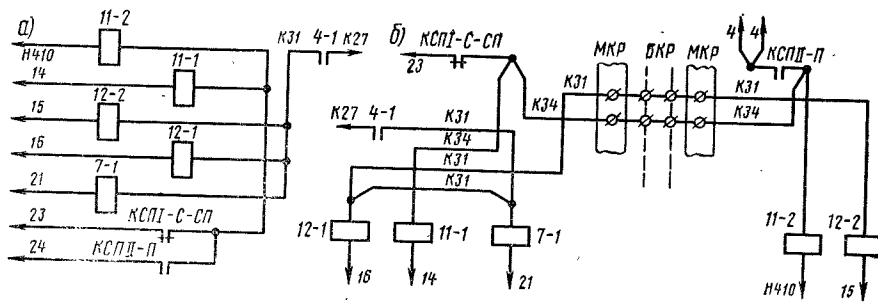 а)
11-2
Н410
11-1
14
12-2
15
12-1
16
7-1
21
КСПI-С-СП
23
КСПII-П
24
К31 4-1 К27
б)
КСПI-С-СП
23
К27 4-1 К31
К34
К31
К31
12-1
11-1
7-1
16
14
21
К31
К34
МКР
БКР
МКР
4
4
КСПII-П
К31
К34
11-2
12-2
Н410
15